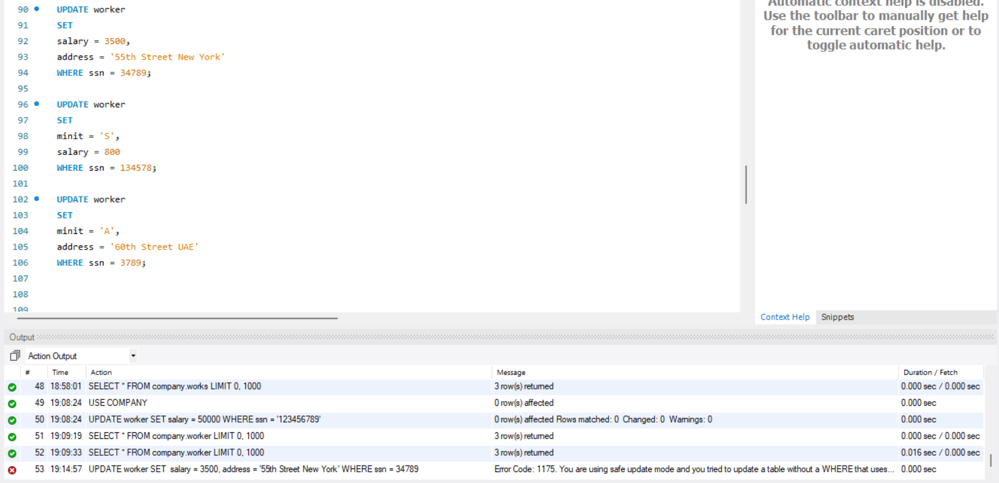 90 UPDATE worker
91 SET
92 salary = 3500,
93 address = '55th Street New York'
94 WHERE ssn = 34789;
95
96 UPDATE worker
97 SET
98 minit = 'S',
99 salary = 800
100 WHERE ssn = 134578;
101
102 UPDATE worker
103 SET
104 minit = 'A',
105 address = '60th Street UAE'
106 WHERE ssn = 3789;
107
108
109
Automatic context help is disabled.
Use the toolbar to manually get help
for the current caret position or to
toggle automatic help.
Context Help Snippets
Output
Action Output
# Time Action Message Duration / Fetch
48 18:58:01 SELECT * FROM company.works LIMIT 0, 1000 3 row(s) returned 0.000 sec / 0.000 sec
49 19:08:24 USE COMPANY 0 row(s) affected 0.000 sec
50 19:08:24 UPDATE worker SET salary = 50000 WHERE ssn = '123456789' 0 row(s) affected Rows matched: 0 Changed: 0 Warnings: 0 0.000 sec
51 19:09:19 SELECT * FROM company.worker LIMIT 0, 1000 3 row(s) returned 0.000 sec / 0.000 sec
52 19:09:33 SELECT * FROM company.worker LIMIT 0, 1000 3 row(s) returned 0.016 sec / 0.000 sec
53 19:14:57 UPDATE worker SET salary = 3500, address = '55th Street New York' WHERE ssn = 34789 Error Code: 1175. You are using safe update mode and you tried to update a table without a WHERE that uses... 0.000 sec